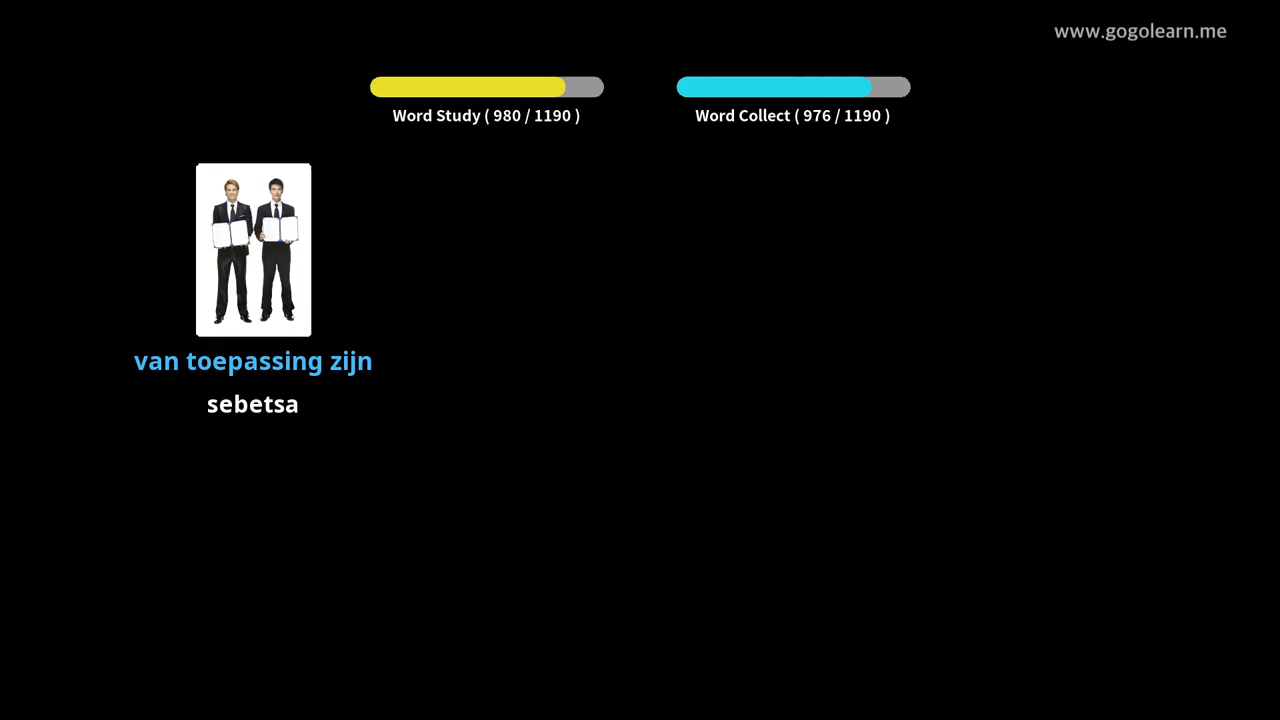 www.gogolearn.me
Word Study ( 980 / 1190 )
Word Collect ( 976 / 1190 )
van toepassing zijn
sebetsa